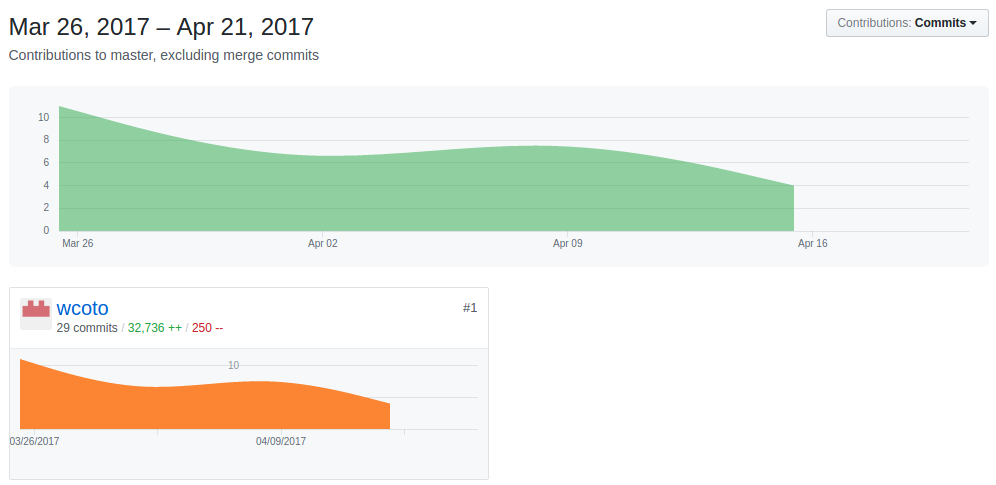 Mar 26, 2017 – Apr 21, 2017
Contributions: Commits
Contributions to master, excluding merge commits
10
8
6
4
2
0
Mar 26
Apr 02
Apr 09
Apr 16
wcoto
#1
29 commits / 32,736 ++ / 250 --
10
03/26/2017
04/09/2017